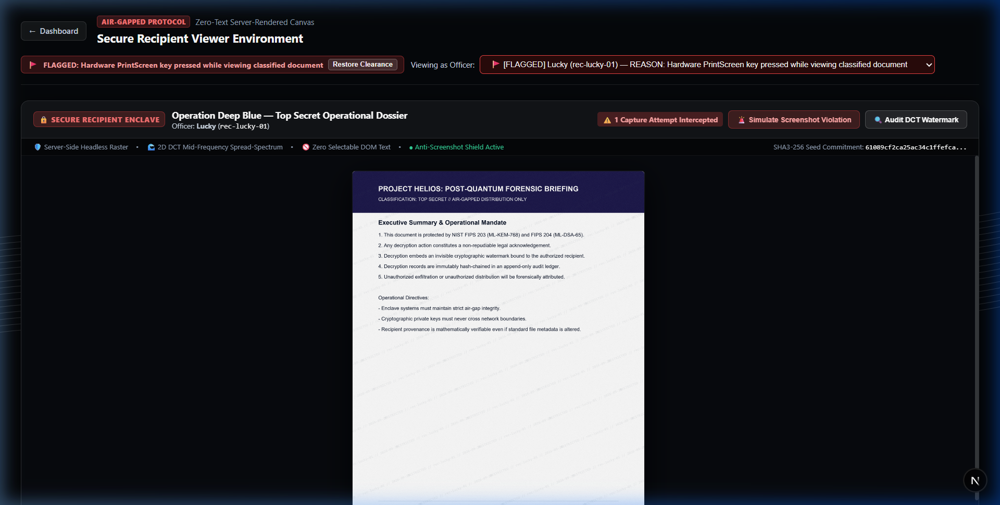 ← Dashboard
AIR-GAPPED PROTOCOL Zero-Text Server-Rendered Canvas
Secure Recipient Viewer Environment
FLAGGED: Hardware PrintScreen key pressed while viewing classified document Restore Clearance Viewing as Officer: [FLAGGED] Lucky (rec-lucky-01) — REASON: Hardware PrintScreen key pressed while viewing classified document
SECURE RECIPIENT ENCLAVE
Operation Deep Blue — Top Secret Operational Dossier
Officer: Lucky (rec-lucky-01)
1 Capture Attempt Intercepted Simulate Screenshot Violation Audit DCT Watermark
Server-Side Headless Raster • 2D DCT Mid-Frequency Spread-Spectrum • Zero Selectable DOM Text • ● Anti-Screenshot Shield Active SHA3-256 Seed Commitment: 61089cf2ca25ac34c1ffefca...
PROJECT HELIOS: POST-QUANTUM FORENSIC BRIEFING
CLASSIFICATION: TOP SECRET // AIR-GAPPED DISTRIBUTION ONLY
Executive Summary & Operational Mandate
1. This document is protected by NIST FIPS 203 (ML-KEM-768) and FIPS 204 (ML-DSA-65).
2. Any decryption action constitutes a non-repudiable legal acknowledgement.
3. Decryption embeds an invisible cryptographic watermark bound to the authorized recipient.
4. Decryption records are immutably hash-chained in an append-only audit ledger.
5. Unauthorized exfiltration or unauthorized distribution will be forensically attributed.
Operational Directives:
- Enclave systems must maintain strict air-gap integrity.
- Cryptographic private keys must never cross network boundaries.
- Recipient provenance is mathematically verifiable even if standard file metadata is altered.
N